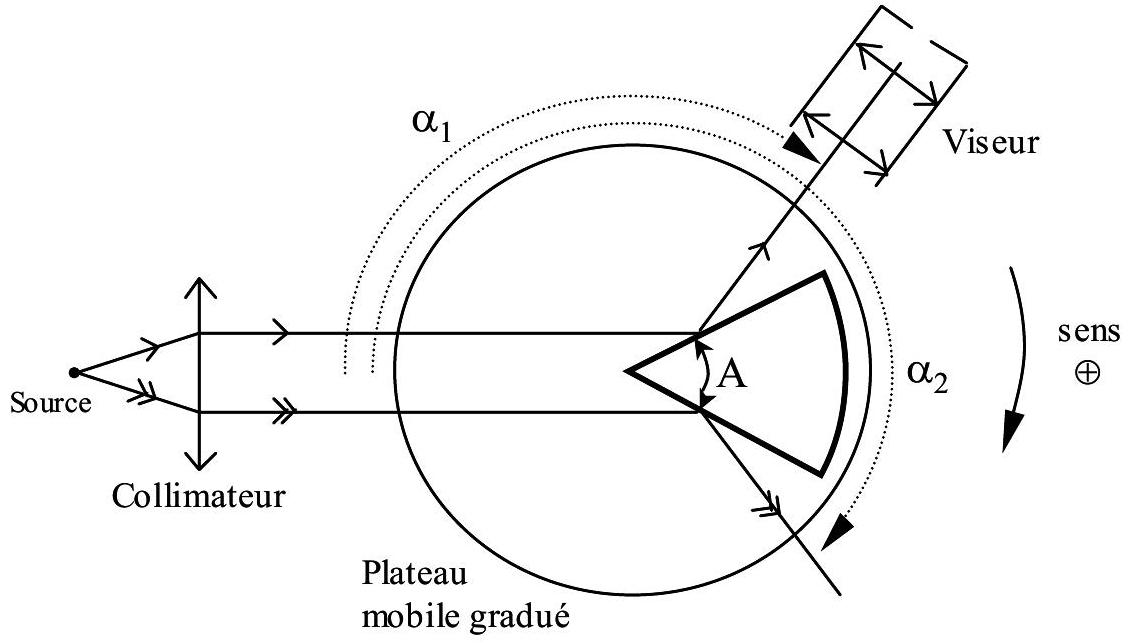 α₁
Viseur
sens
⊕
A
α₂
Source
Collimateur
Plateau
mobile gradué